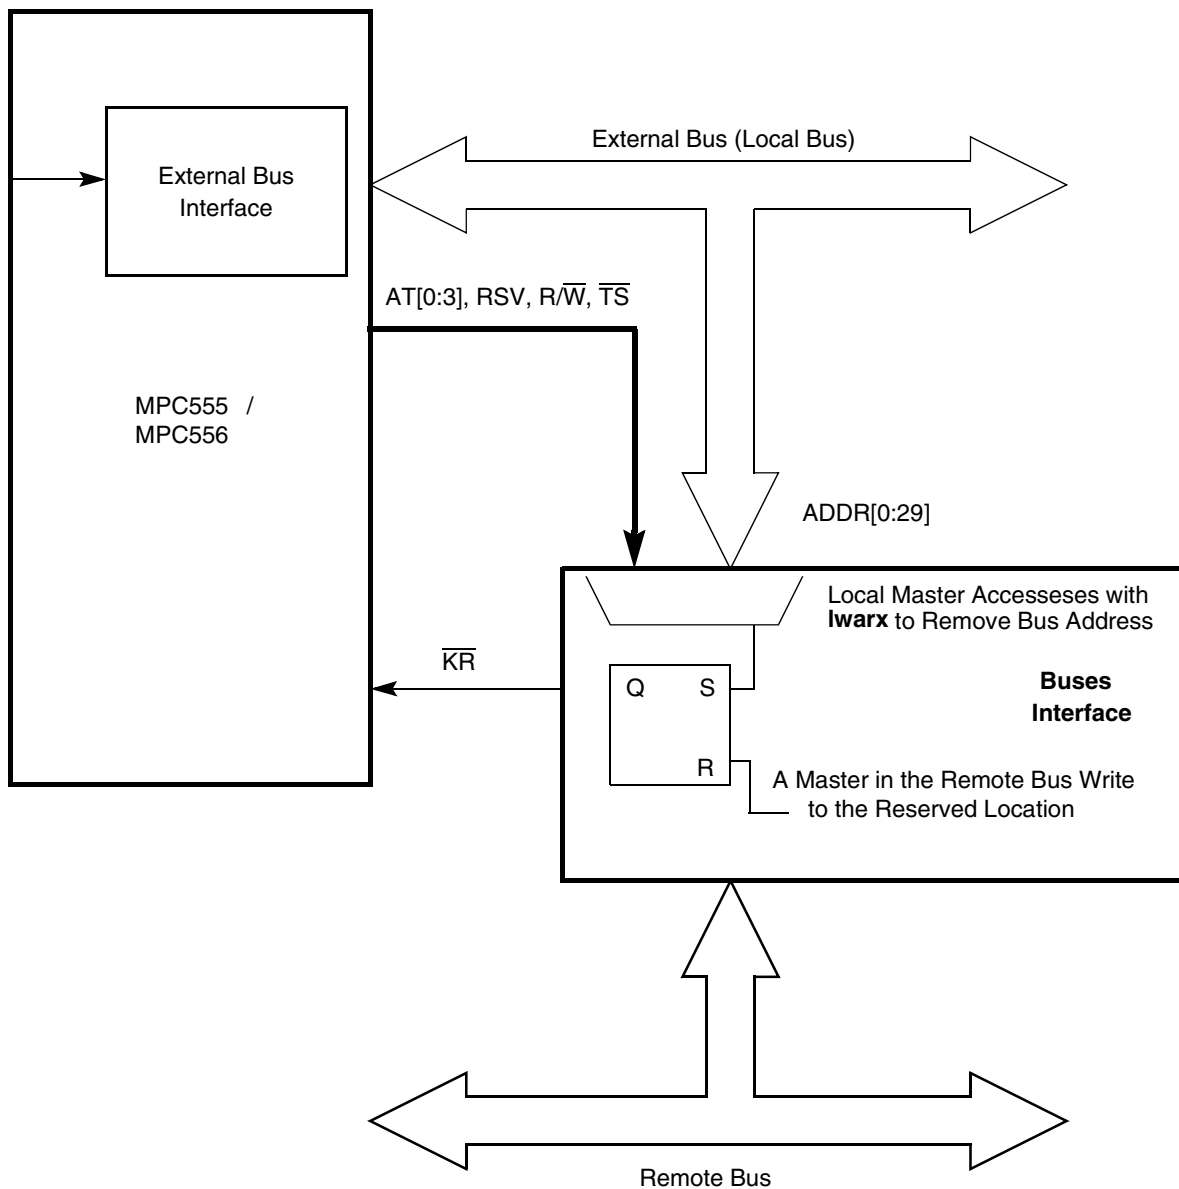 External Bus (Local Bus)
External Bus
Interface
AT[0:3], RSV, R/W̅, T̅S̅
MPC555 /
MPC556
ADDR[0:29]
Local Master Accesseses with
lwarx to Remove Bus Address
K̅R̅
Q S
Buses
Interface
R
A Master in the Remote Bus Write
to the Reserved Location
Remote Bus